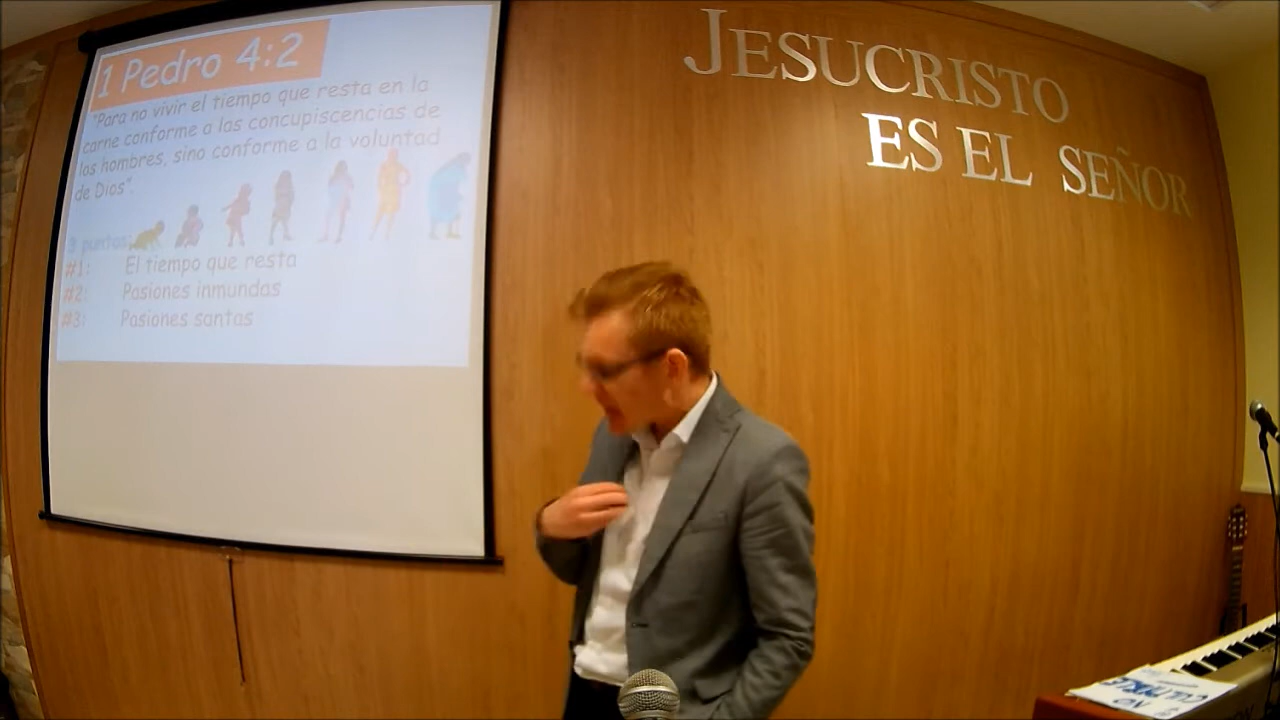 1 Pedro 4:2
"Para no vivir el tiempo que resta en la
carne conforme a las concupiscencias de
los hombres, sino conforme a la voluntad
de Dios".
3 puntos:
#1: El tiempo que resta
#2: Pasiones inmundas
#3: Pasiones santas
JESUCRISTO
ES EL SEÑOR
NO